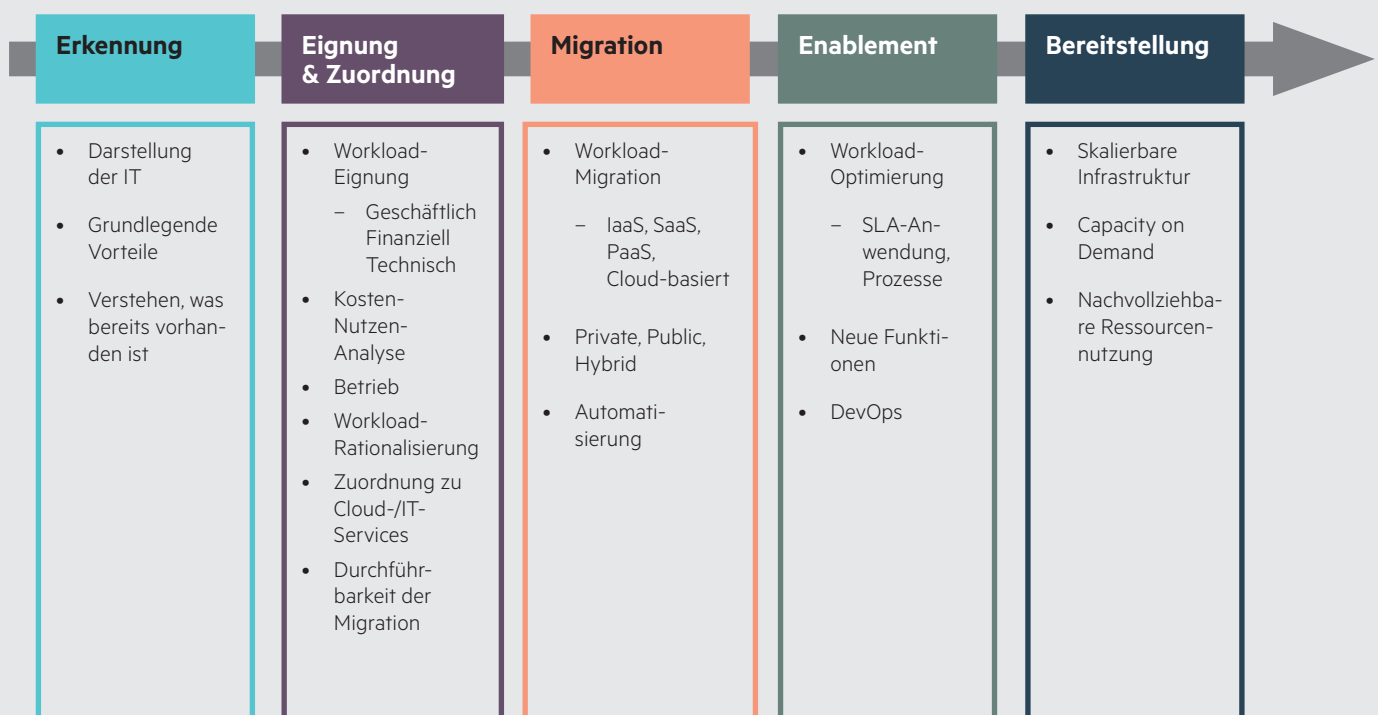 Erkennung
Eignung
& Zuordnung
Migration
Enablement
Bereitstellung
• Darstellung
der IT
• Grundlegende
Vorteile
• Verstehen, was
bereits vorhan-
den ist
• Workload-
Eignung
– Geschäftlich
Finanziell
Technisch
• Kosten-
Nutzen-
Analyse
• Betrieb
• Workload-
Rationalisierung
• Zuordnung zu
Cloud-/IT-
Services
• Durchführ-
barkeit der
Migration
• Workload-
Migration
– IaaS, SaaS,
PaaS,
Cloud-basiert
• Private, Public,
Hybrid
• Automati-
sierung
• Workload-
Optimierung
– SLA-An-
wendung,
Prozesse
• Neue Funkti-
onen
• DevOps
• Skalierbare
Infrastruktur
• Capacity on
Demand
• Nachvollziehba-
re Ressourcen-
nutzung